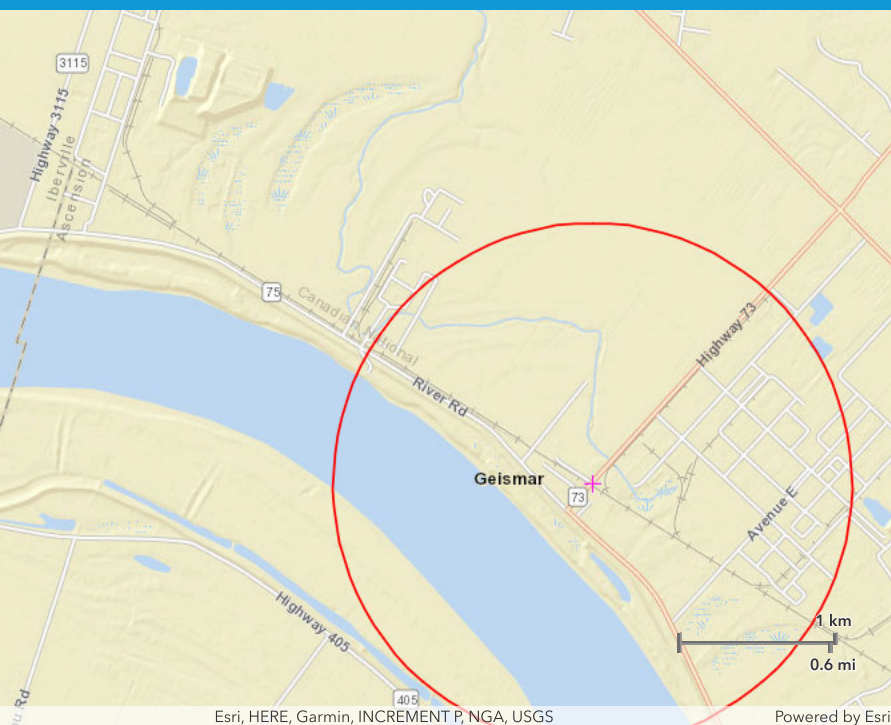 3115
Highway 3115
Iberville
Ascension
75
Canadian National
Highway 73
River Rd
Geismar
73
Avenue E
Highway 405
1 km
0.6 mi
405
Rd
Esri, HERE, Garmin, INCREMENT P, NGA, USGS
Powered by Esri